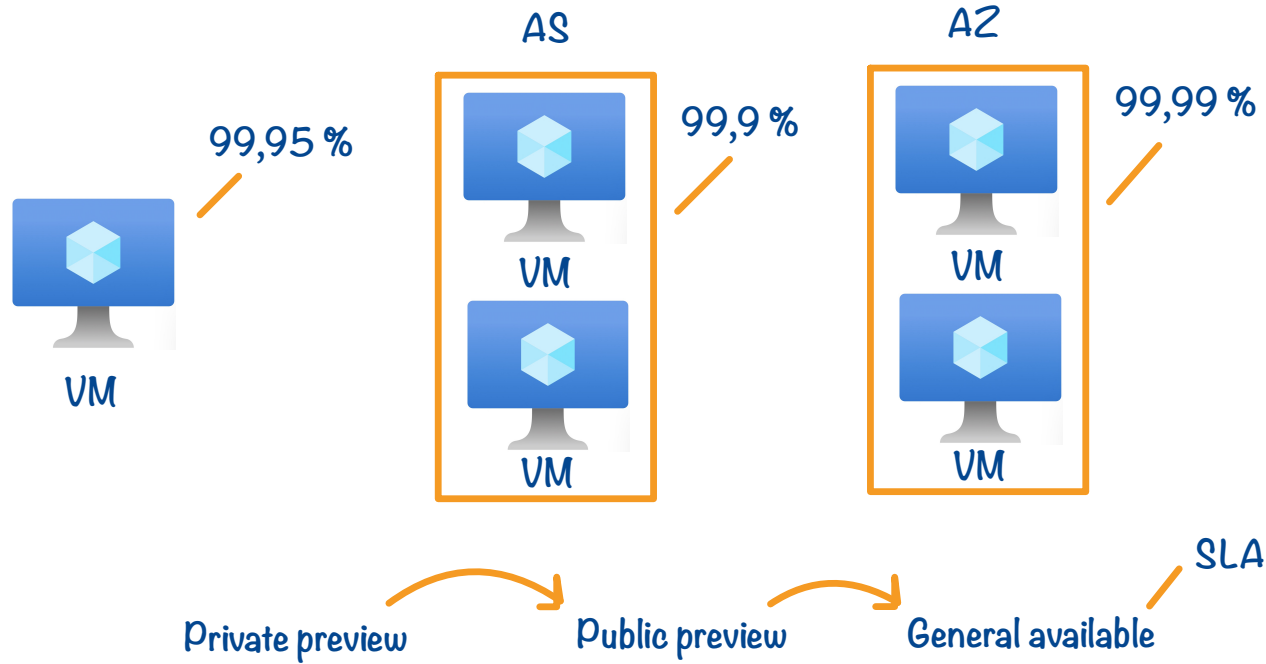 AS
AZ
99,95 %
99,9 %
99,99 %
VM
VM
VM
VM
VM
SLA
Private preview
Public preview
General available